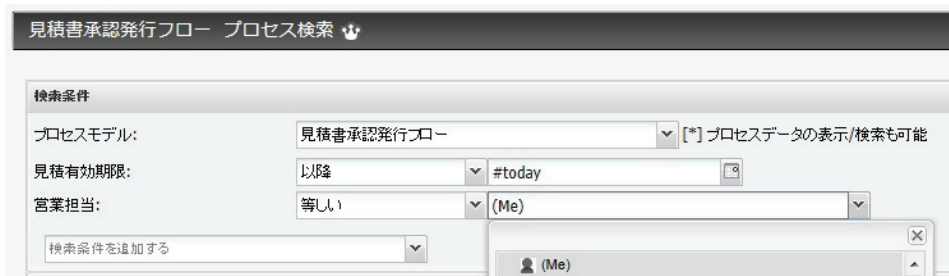 見積書承認発行フロー プロセス検索
検索条件
プロセスモデル: 見積書承認発行フロー [*] プロセスデータの表示/検索も可能
見積有効期限: 以降 #today
営業担当: 等しい (Me)
検索条件を追加する
(Me)